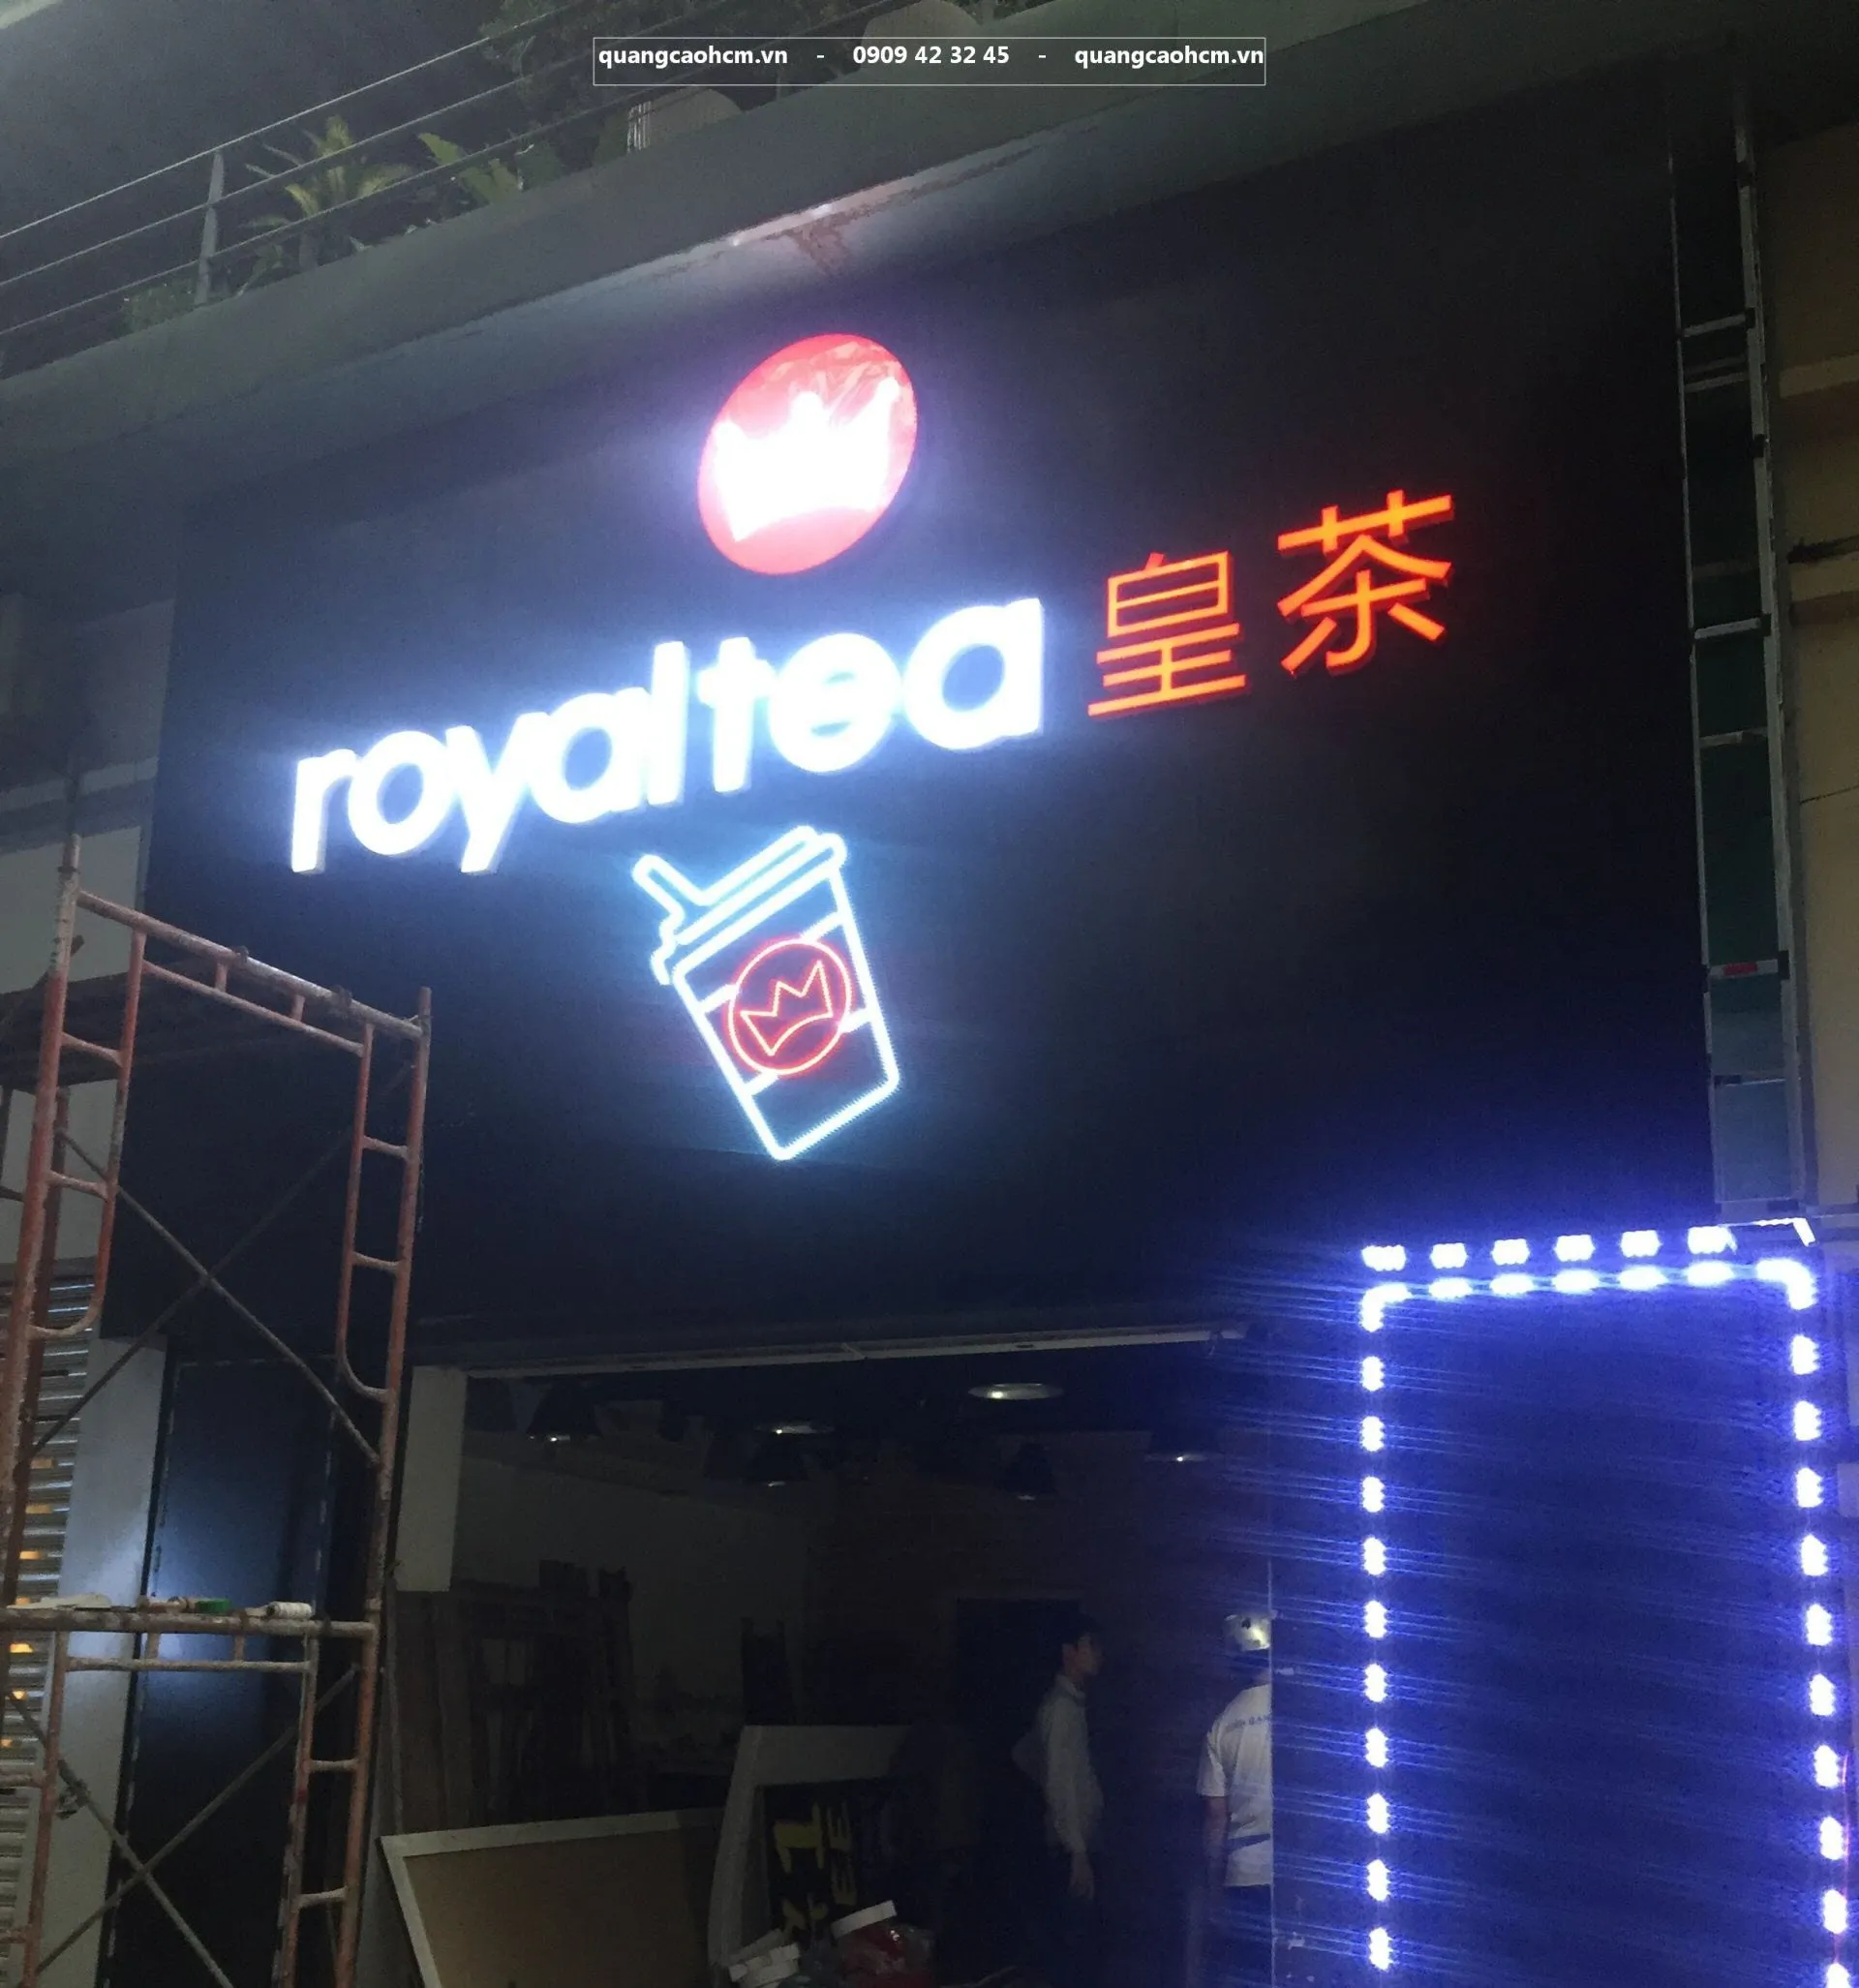 quangcaohcm.vn - 0909 42 32 45 - quangcaohcm.vn
royaltea 皇茶